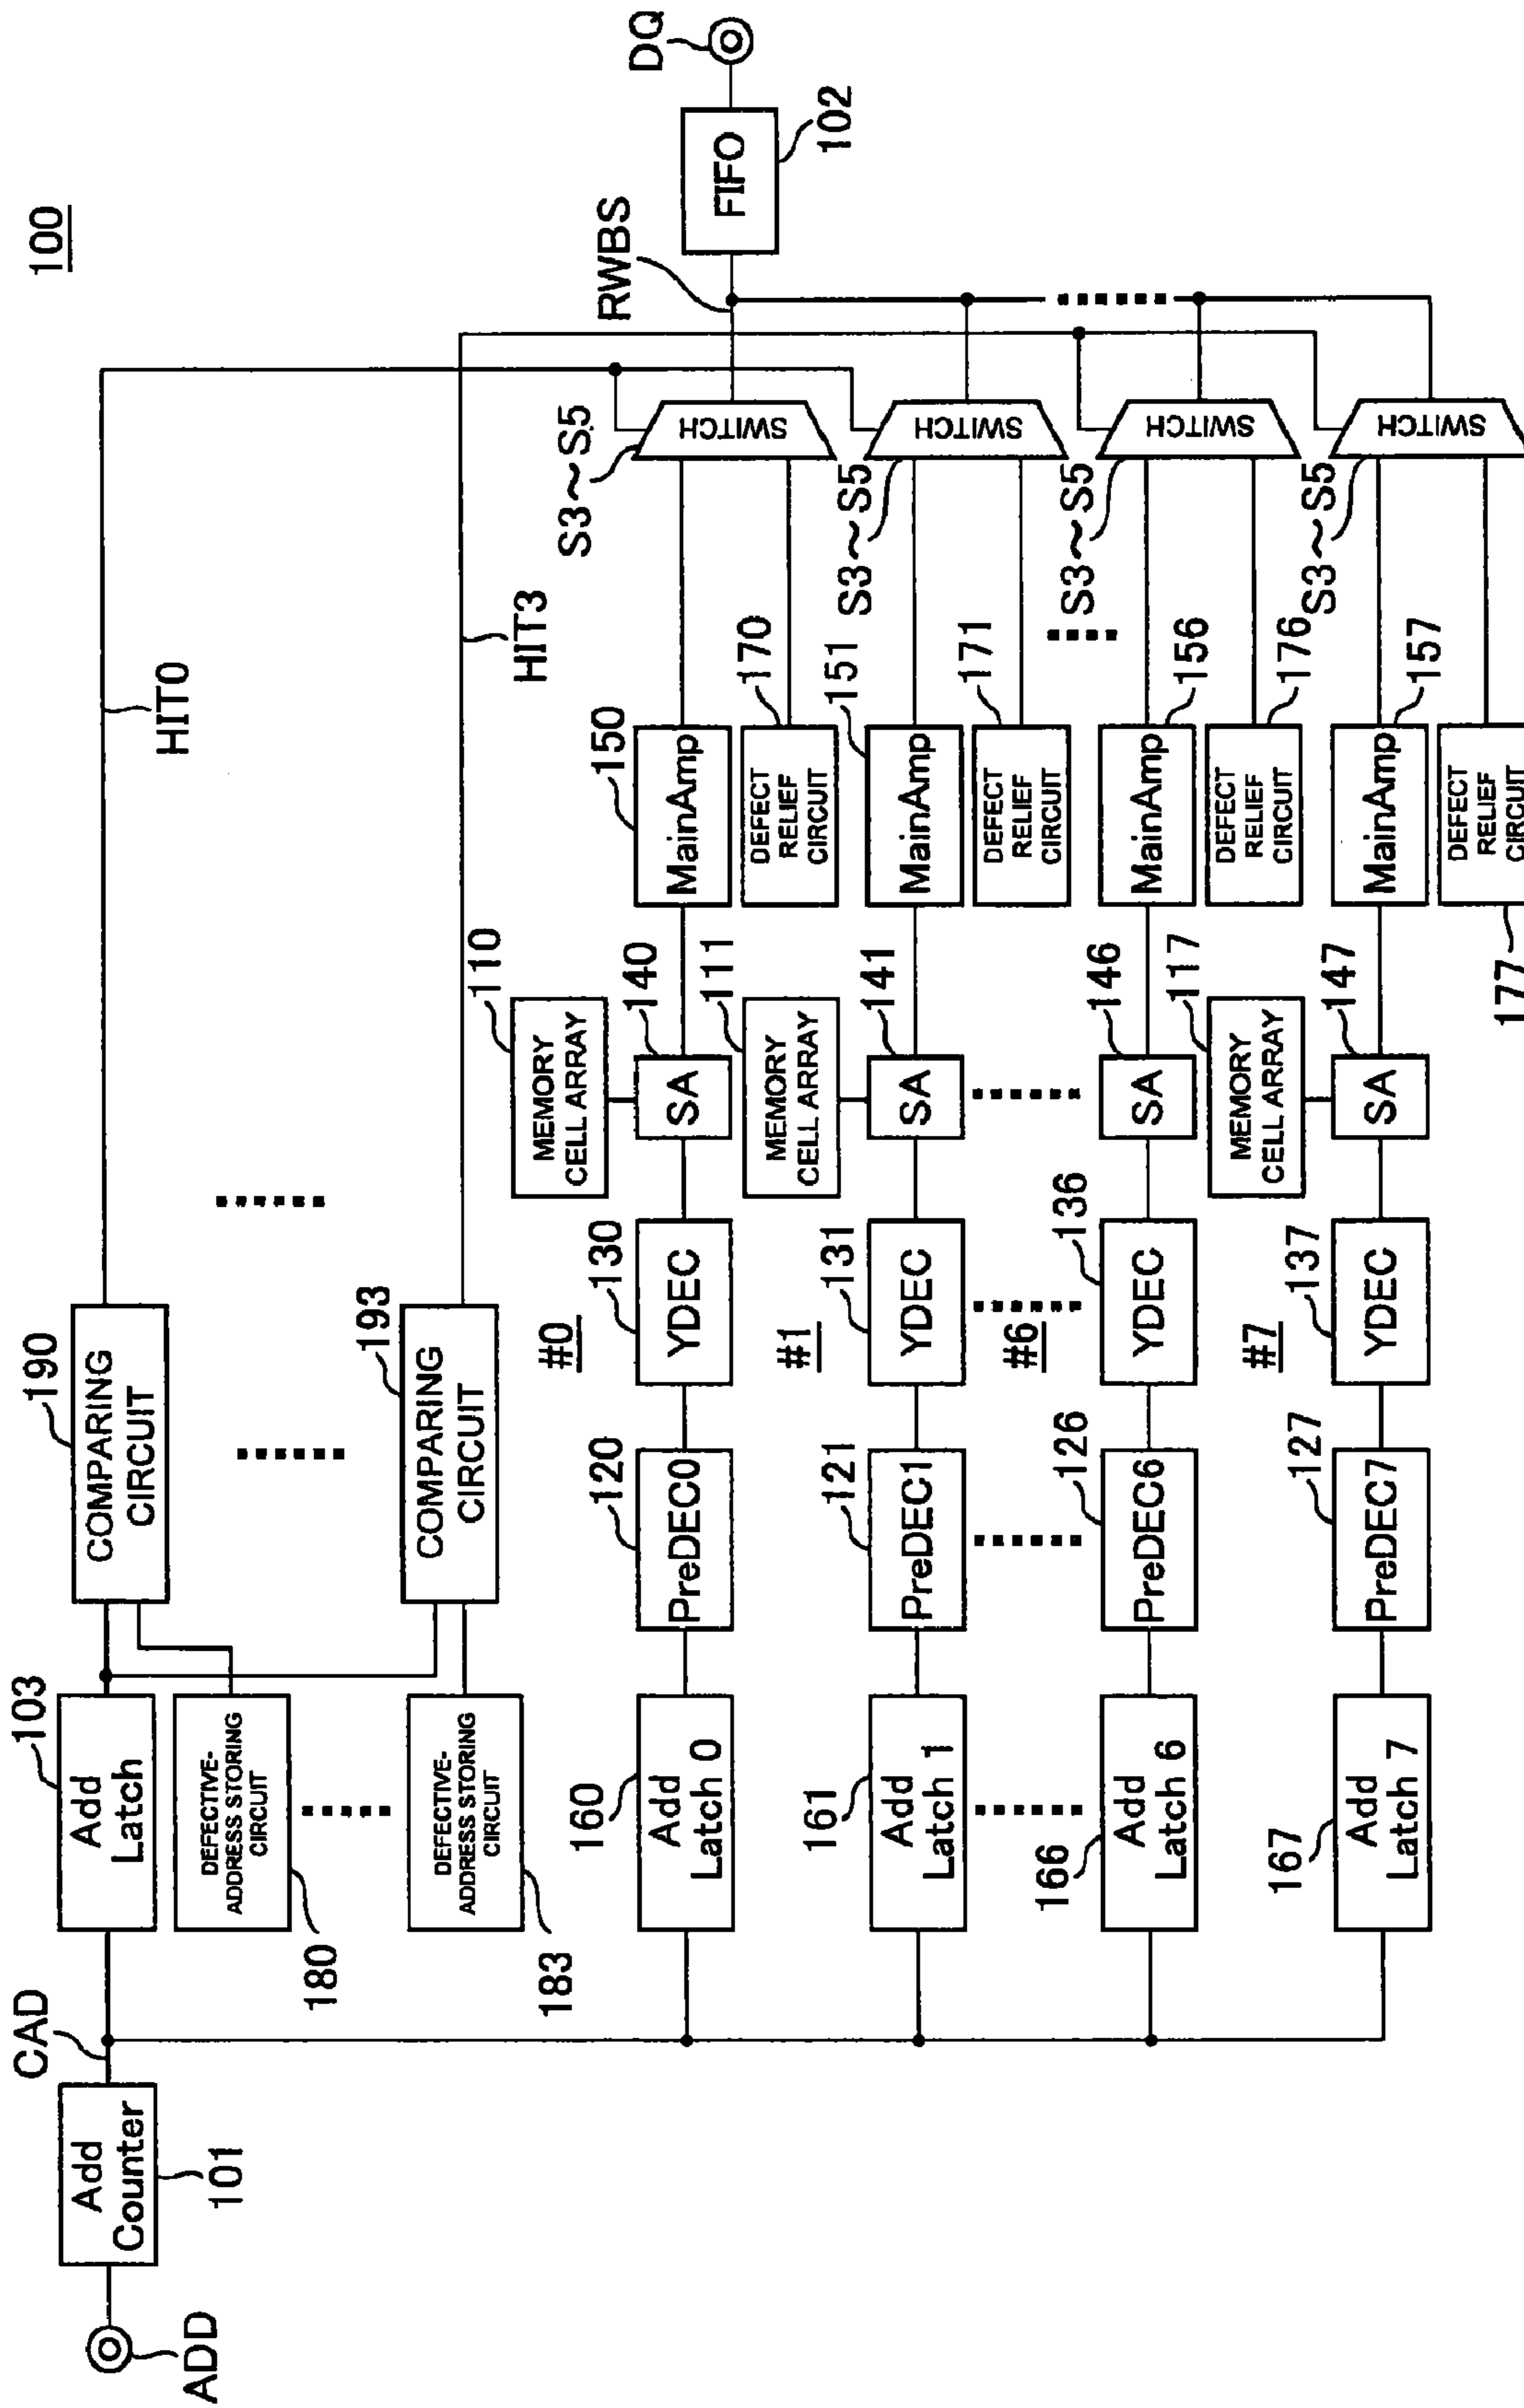 100
ADD
Add
Counter
101
CAD
Add
Latch
103
DEFECTIVE-
ADDRESS STORING
CIRCUIT
180
DEFECTIVE-
ADDRESS STORING
CIRCUIT
183
COMPARING
CIRCUIT
190
COMPARING
CIRCUIT
193
HIT0
HIT3
RWBS
FIFO
102
DQ
#0
Add
Latch 0
160
PreDEC0
120
YDEC
130
MEMORY
CELL ARRAY
110
SA
140
MainAmp
150
DEFECT
RELIEF
CIRCUIT
170
SWITCH
S3~S5
#1
Add
Latch 1
161
PreDEC1
121
YDEC
131
MEMORY
CELL ARRAY
111
SA
141
MainAmp
151
DEFECT
RELIEF
CIRCUIT
171
SWITCH
S3~S5
#6
Add
Latch 6
166
PreDEC6
126
YDEC
136
SA
146
MainAmp
156
DEFECT
RELIEF
CIRCUIT
176
SWITCH
S3~S5
#7
Add
Latch 7
167
PreDEC7
127
YDEC
137
MEMORY
CELL ARRAY
117
SA
147
MainAmp
157
DEFECT
RELIEF
CIRCUIT
177
SWITCH
S3~S5